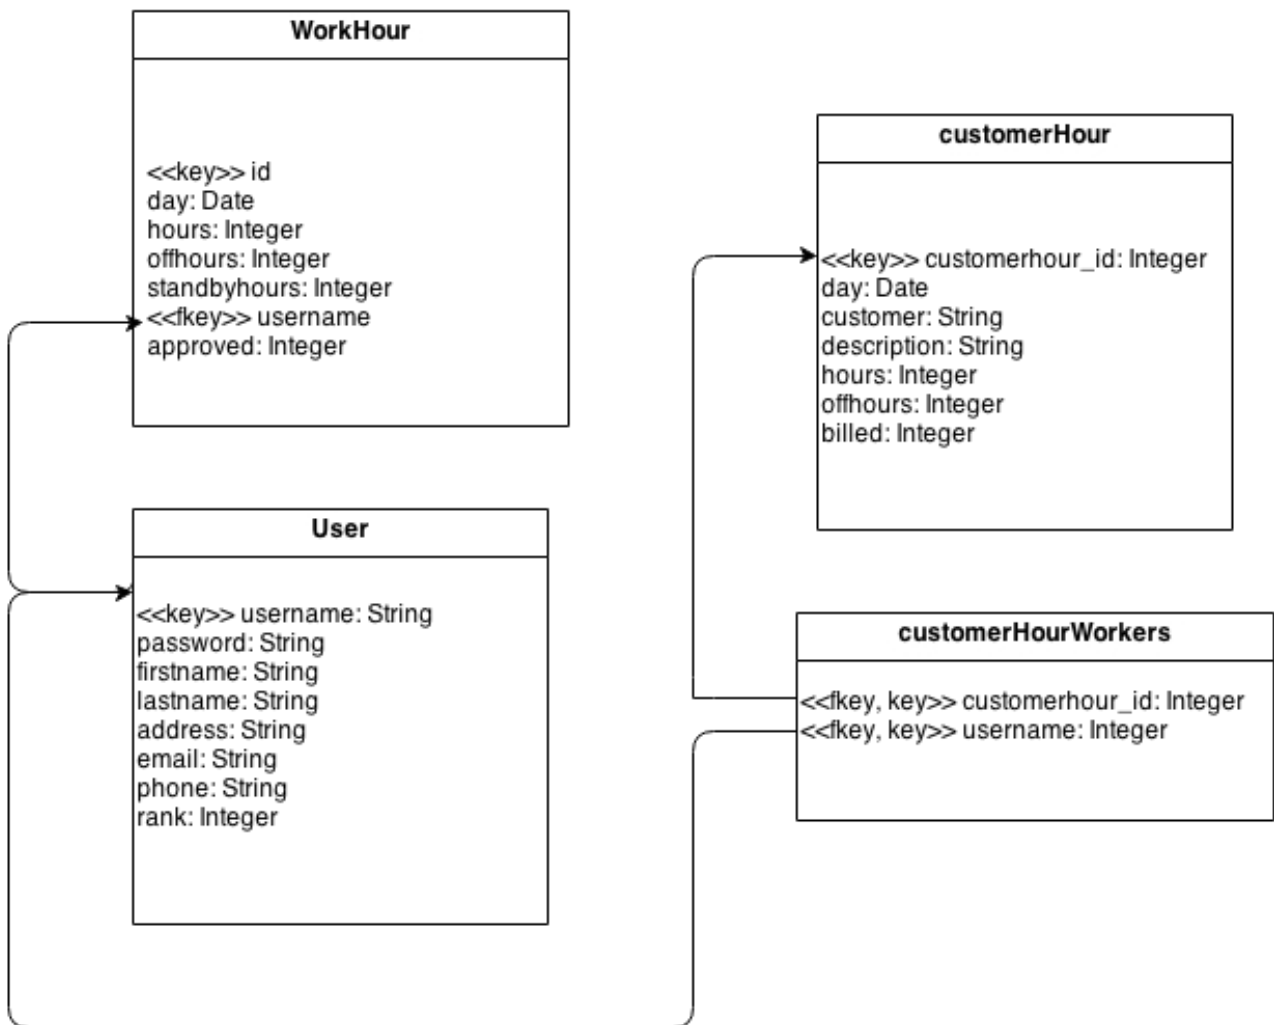 WorkHour
<<key>> id
day: Date
hours: Integer
offhours: Integer
standbyhours: Integer
<<fkey>> username
approved: Integer
customerHour
<<key>> customerhour_id: Integer
day: Date
customer: String
description: String
hours: Integer
offhours: Integer
billed: Integer
User
<<key>> username: String
password: String
firstname: String
lastname: String
address: String
email: String
phone: String
rank: Integer
customerHourWorkers
<<fkey, key>> customerhour_id: Integer
<<fkey, key>> username: Integer